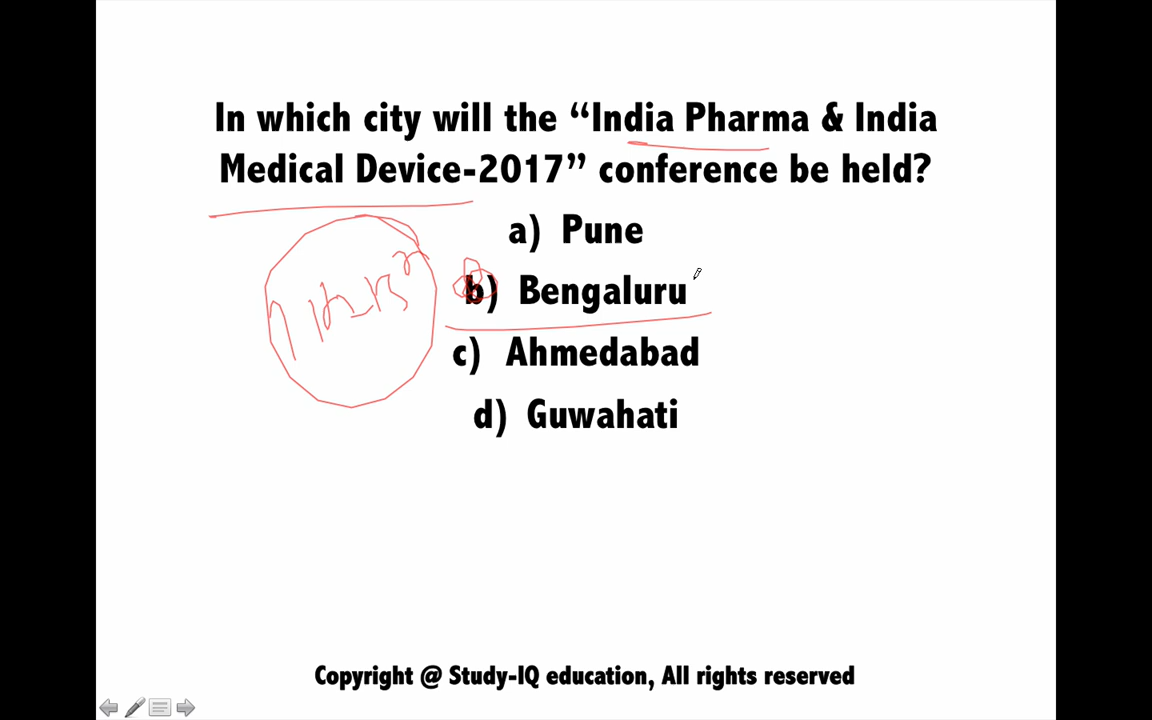 In which city will the “India Pharma & India
Medical Device-2017” conference be held?
a) Pune
b) Bengaluru
c) Ahmedabad
d) Guwahati
Copyright @ Study-IQ education, All rights reserved